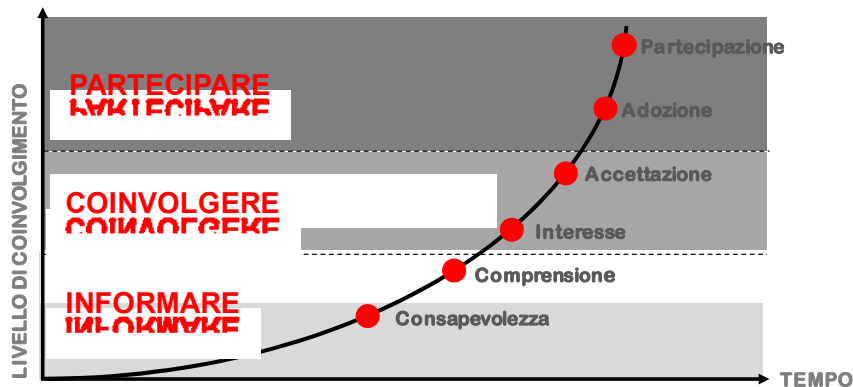 LIVELLO DI COINVOLGIMENTO
PARTECIPARE
COINVOLGERE
INFORMARE
Partecipazione
Adozione
Accettazione
Interesse
Comprensione
Consapevolezza
TEMPO